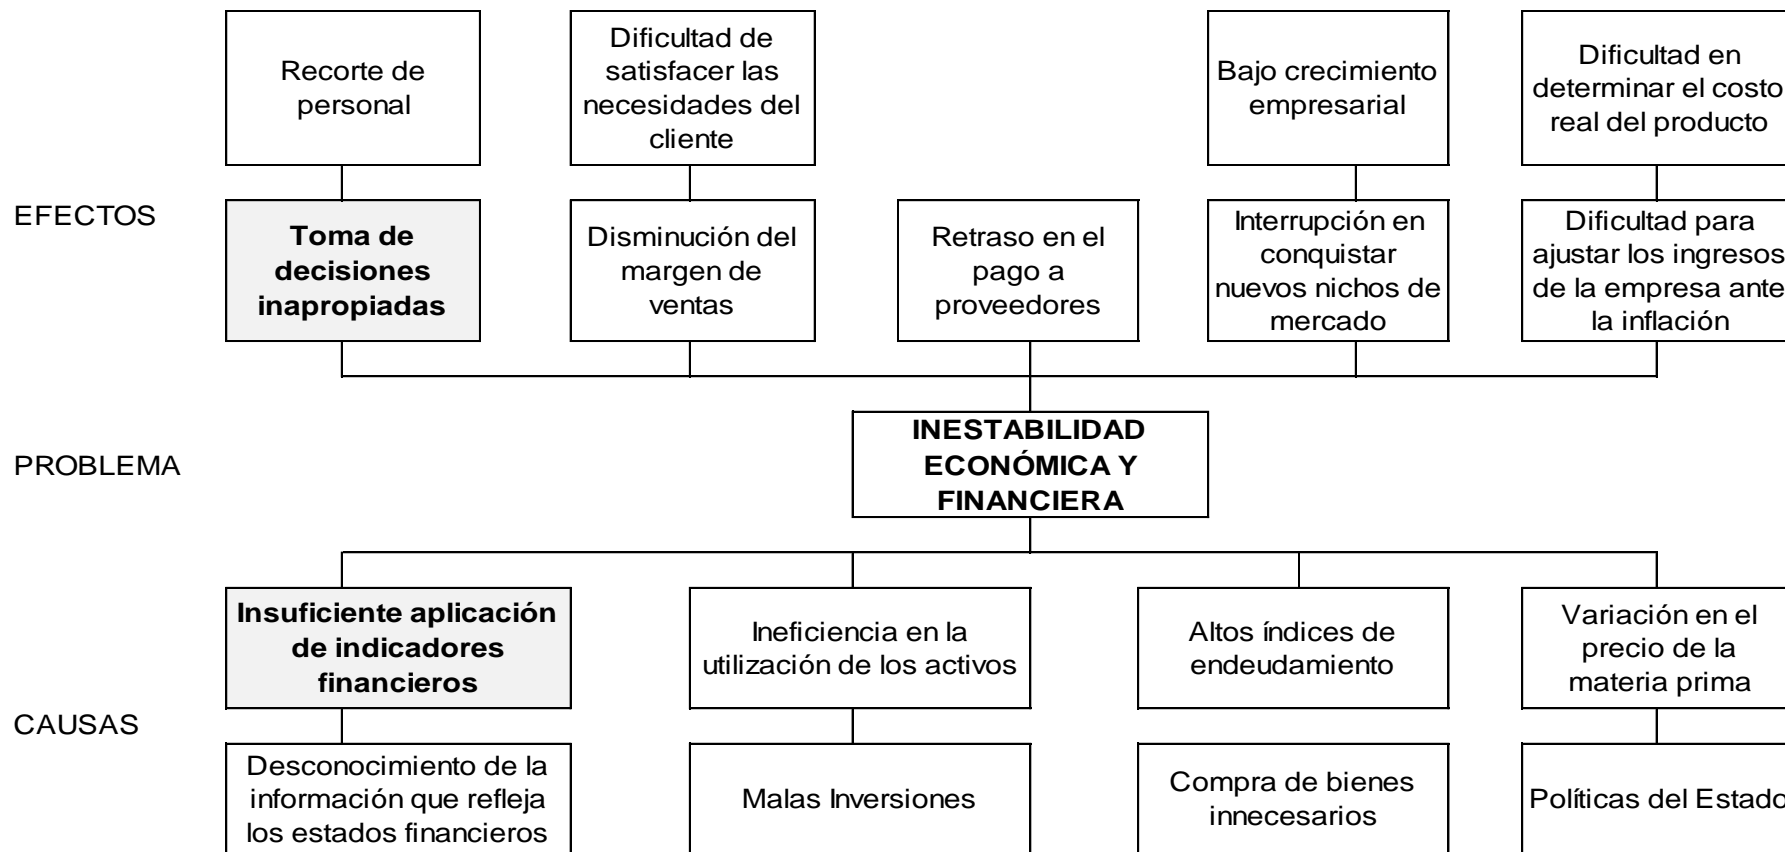 Recorte de
personal
Dificultad de
satisfacer las
necesidades del
cliente
Bajo crecimiento
empresarial
Dificultad en
determinar el costo
real del producto
EFECTOS
Toma de
decisiones
inapropiadas
Disminución del
margen de
ventas
Retraso en el
pago a
proveedores
Interrupción en
conquistar
nuevos nichos de
mercado
Dificultad para
ajustar los ingresos
de la empresa ante
la inflación
PROBLEMA
INESTABILIDAD
ECONÓMICA Y
FINANCIERA
Insuficiente aplicación
de indicadores
financieros
Ineficiencia en la
utilización de los activos
Altos índices de
endeudamiento
Variación en el
precio de la
materia prima
CAUSAS
Desconocimiento de la
información que refleja
los estados financieros
Malas Inversiones
Compra de bienes
innecesarios
Políticas del Estado